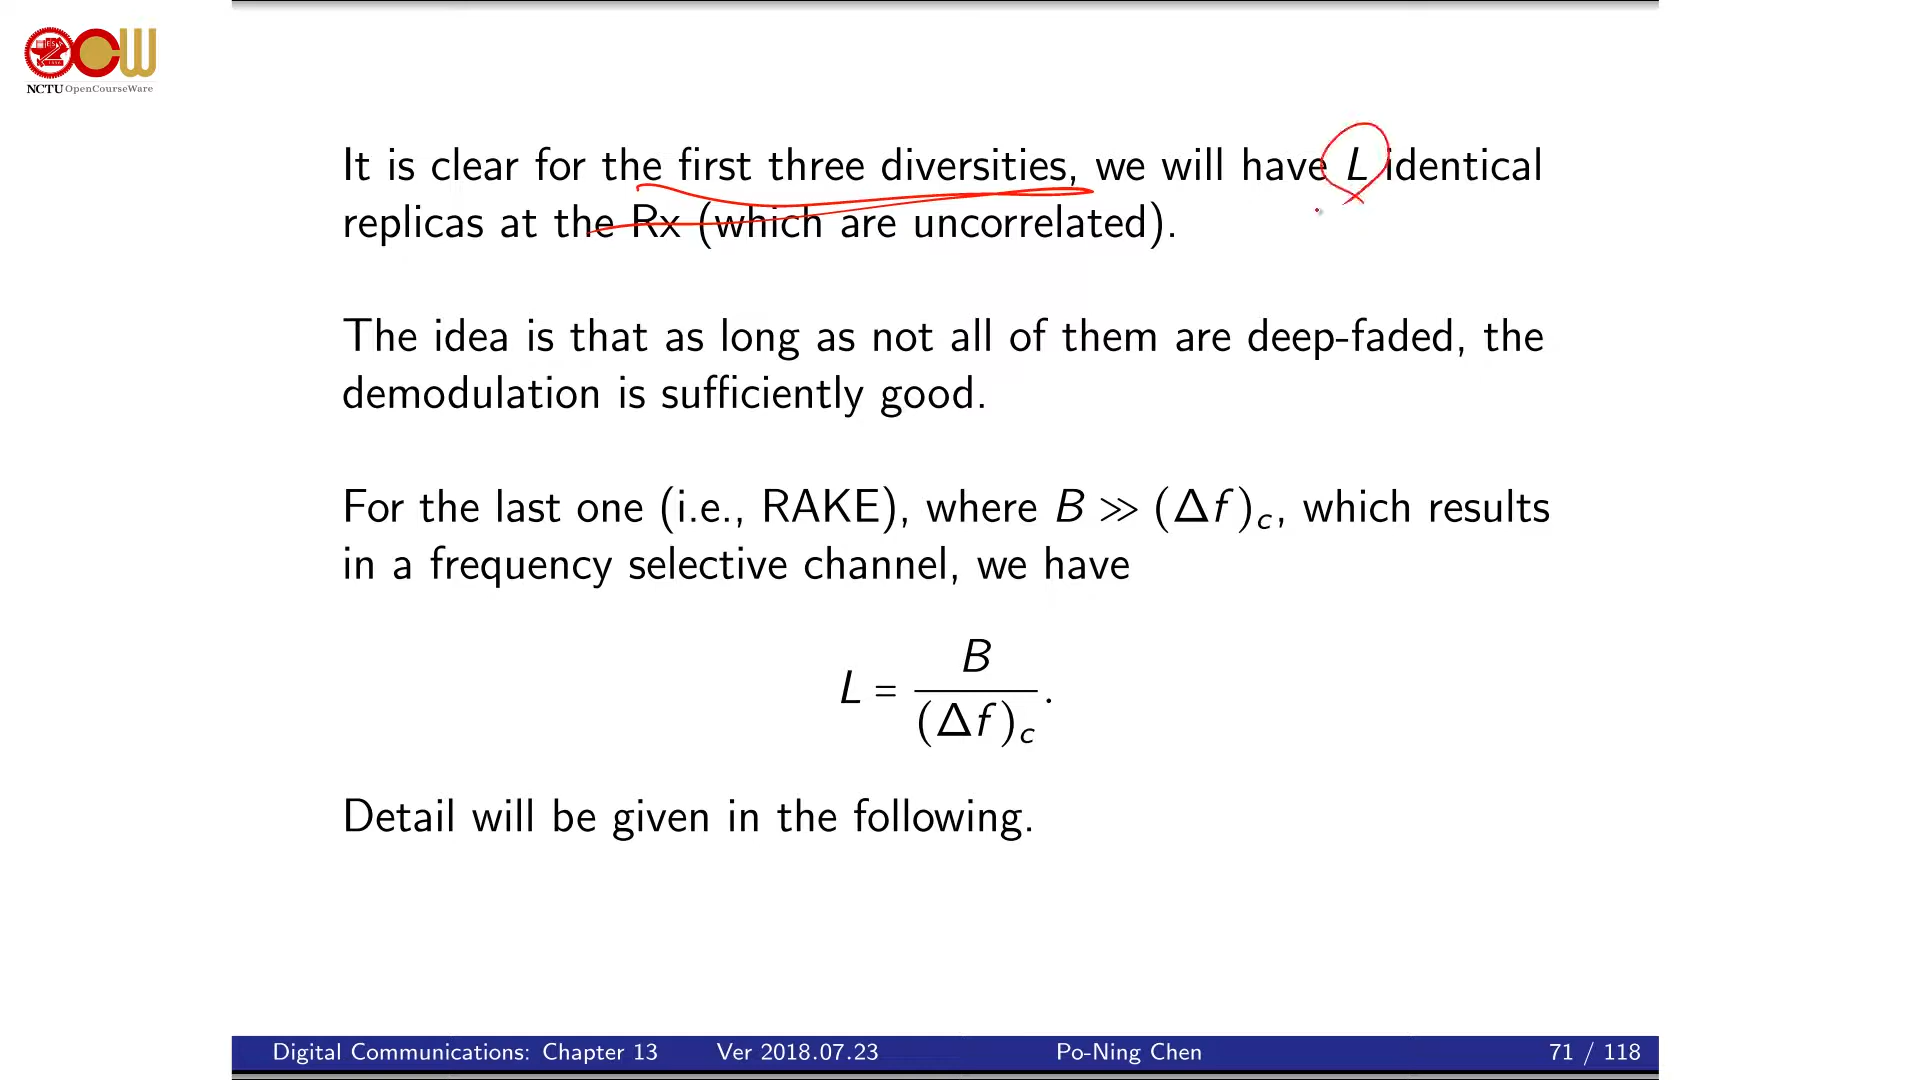 NCTU OpenCourseWare
It is clear for the first three diversities, we will have L identical
replicas at the Rx (which are uncorrelated).
The idea is that as long as not all of them are deep-faded, the
demodulation is sufficiently good.
For the last one (i.e., RAKE), where B ≫ (Δf)c, which results
in a frequency selective channel, we have
L = B / (Δf)c.
Detail will be given in the following.
Digital Communications: Chapter 13 Ver 2018.07.23 Po-Ning Chen 71 / 118